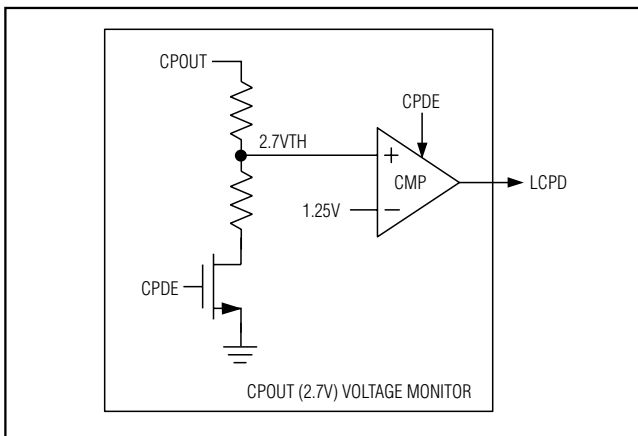 CPOUT
CPDE
2.7VTH
+
CMP
LCPD
1.25V
−
CPDE
CPOUT (2.7V) VOLTAGE MONITOR